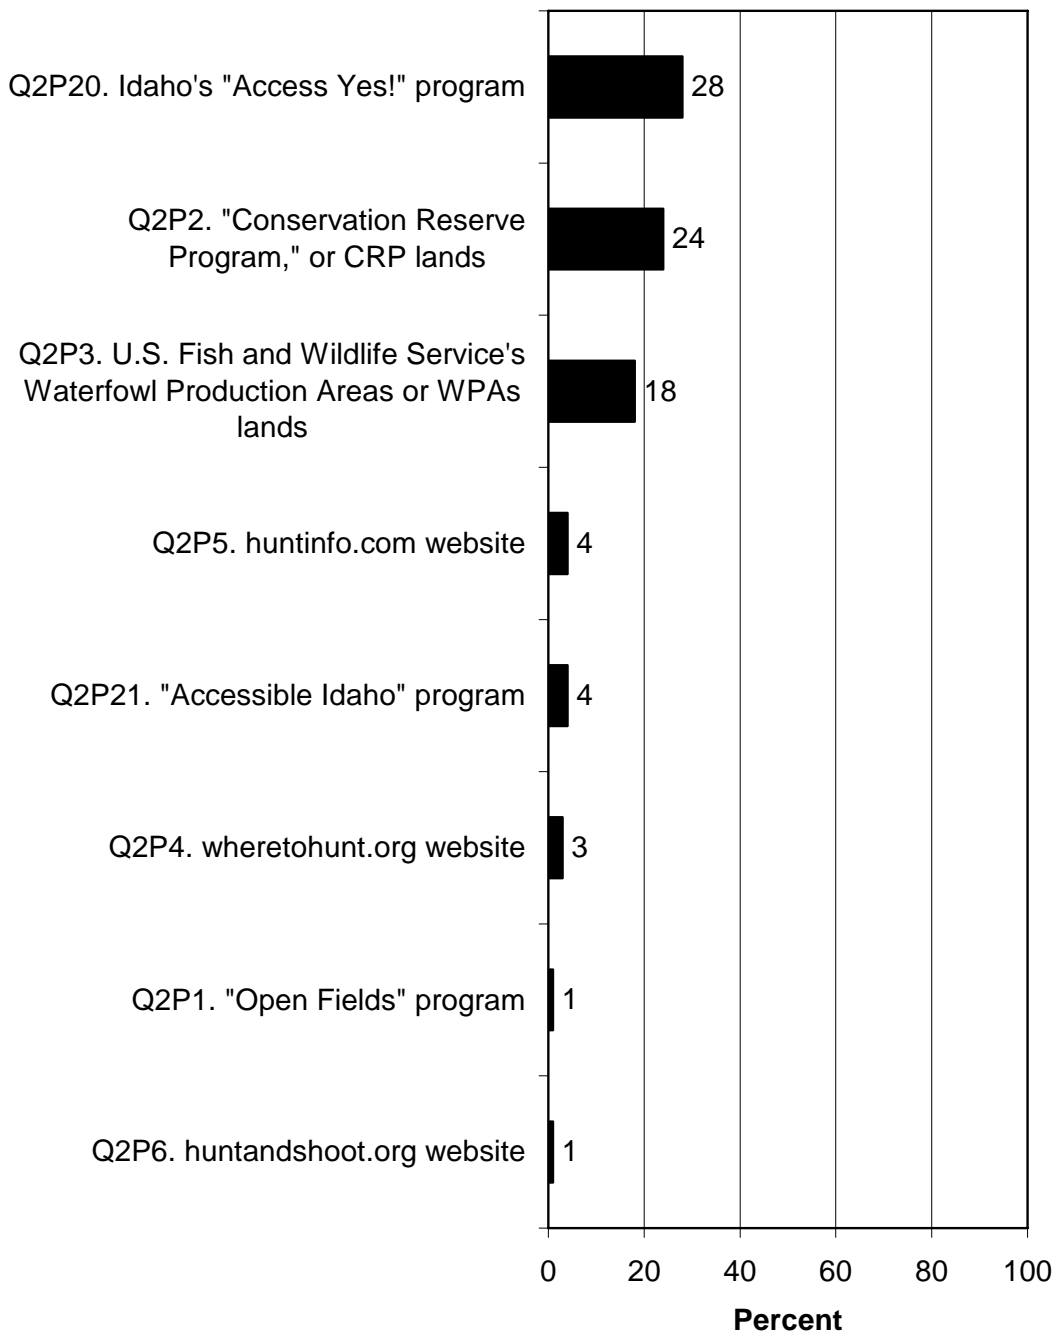 Q2P20. Idaho's "Access Yes!" program
28
Q2P2. "Conservation Reserve
Program," or CRP lands
24
Q2P3. U.S. Fish and Wildlife Service's
Waterfowl Production Areas or WPAs
lands
18
Q2P5. huntinfo.com website
4
Q2P21. "Accessible Idaho" program
4
Q2P4. wheretohunt.org website
3
Q2P1. "Open Fields" program
1
Q2P6. huntandshoot.org website
1
0 20 40 60 80 100
Percent